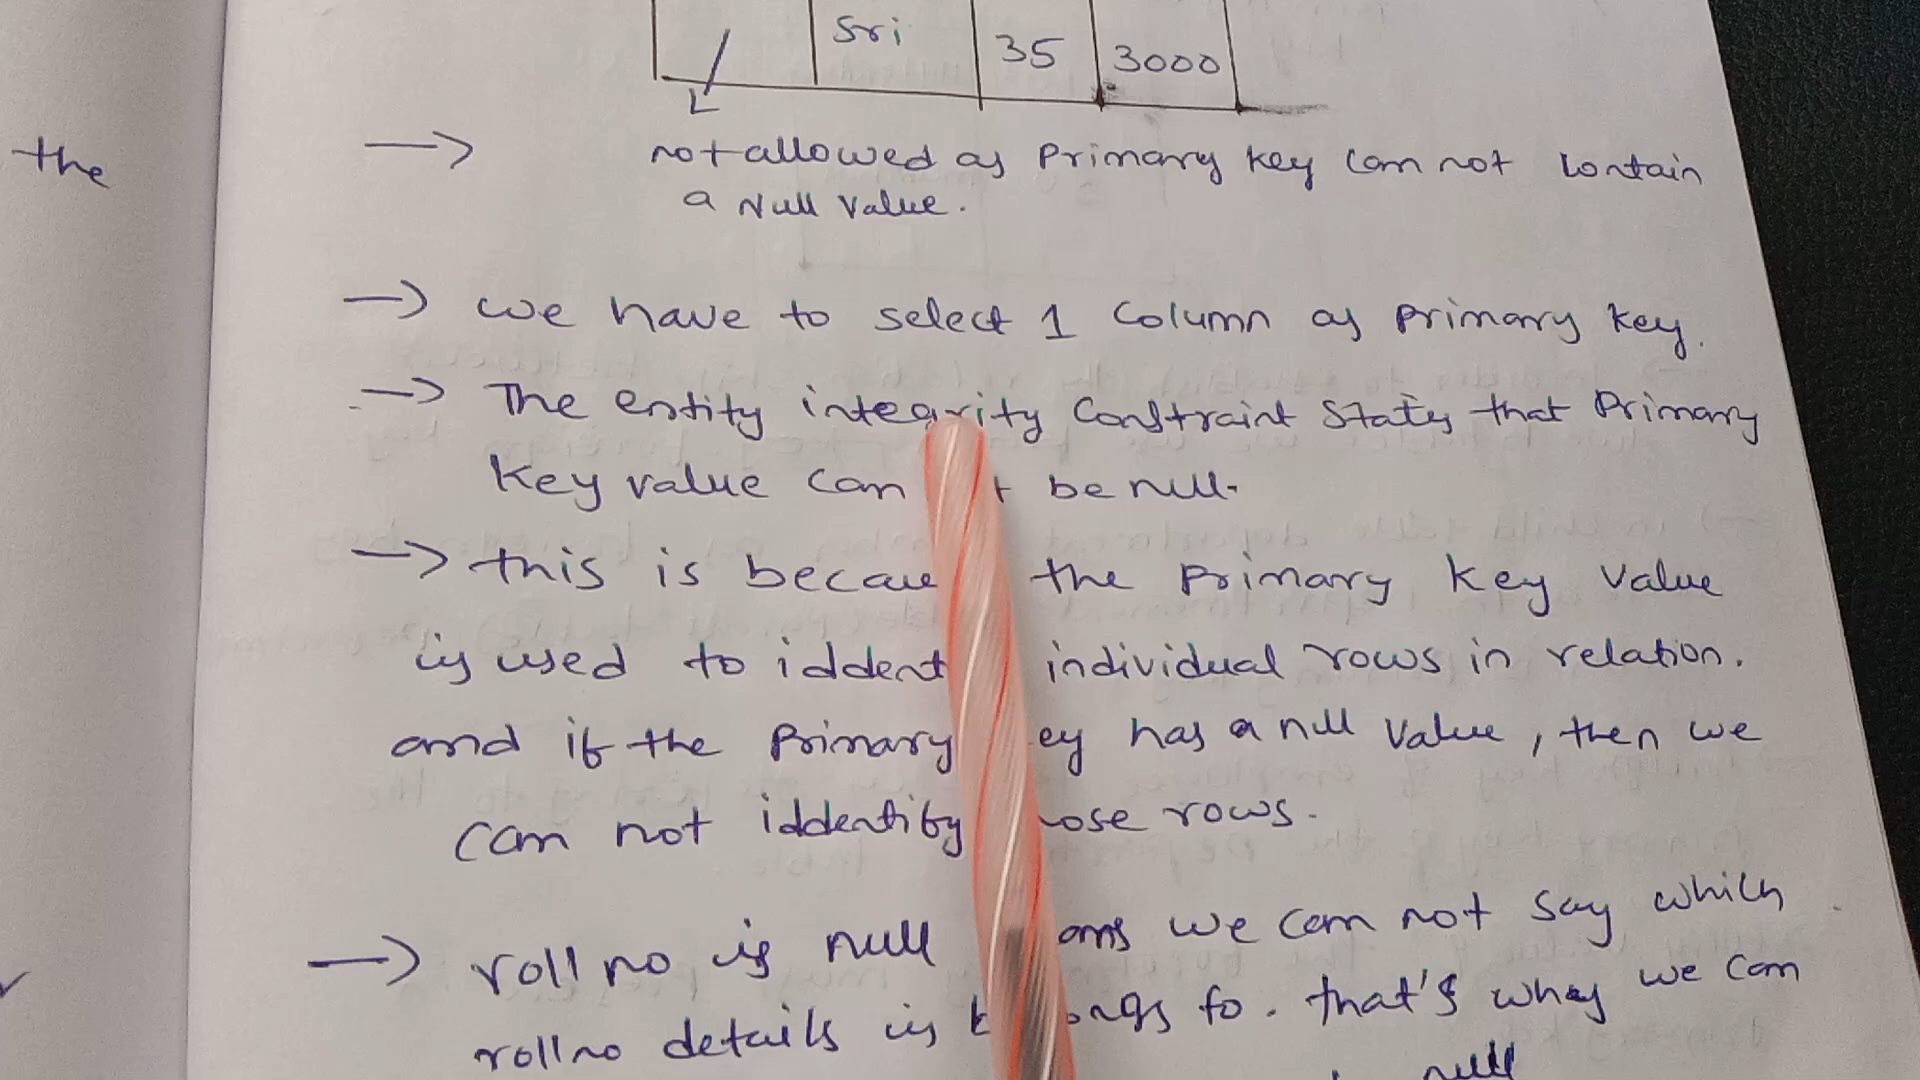 Sri 35 3000
the
→ not allowed as Primary key can not contain
a Null Value.
→ we have to select 1 Column as Primary key.
→ The entity integrity Constraint States that Primary
key value can be null.
→ this is the Primary key Value
is used to individual rows in relation.
and if the Primary has a null Value, then we
can not iddentify rows.
→ roll no is null we can not say which
rollno details is to. that's why we can
null